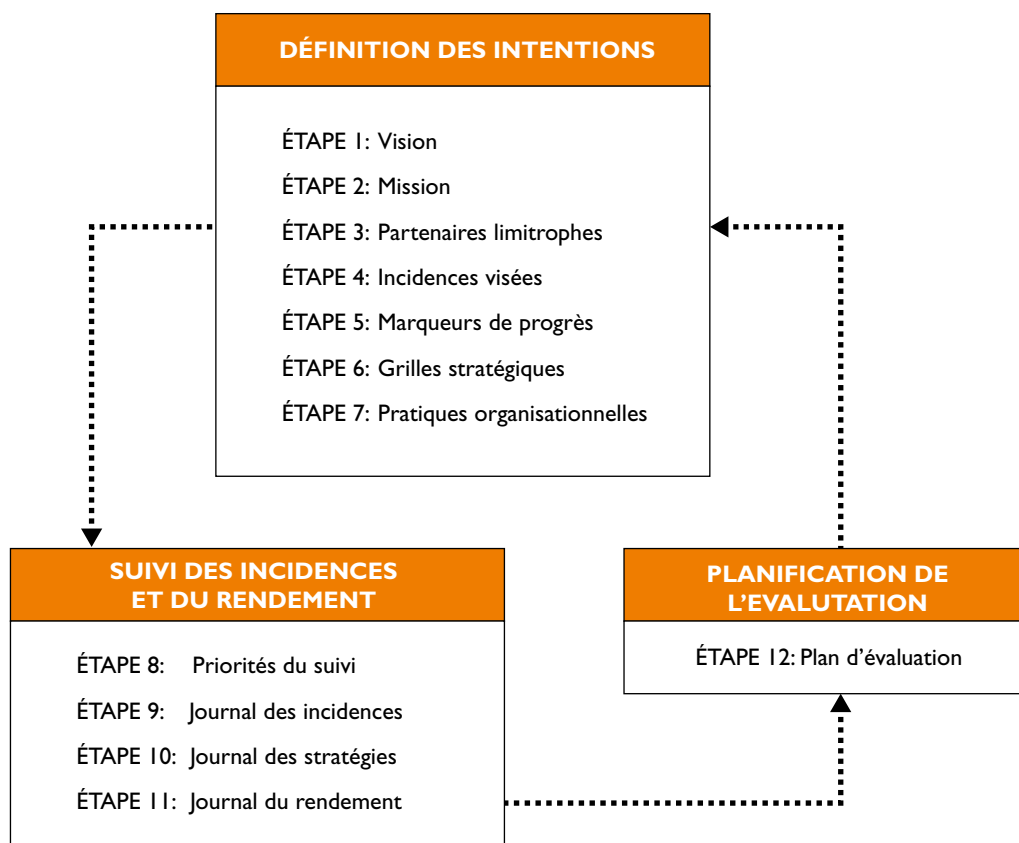 DÉFINITION DES INTENTIONS
ÉTAPE 1: Vision
ÉTAPE 2: Mission
ÉTAPE 3: Partenaires limitrophes
ÉTAPE 4: Incidences visées
ÉTAPE 5: Marqueurs de progrès
ÉTAPE 6: Grilles stratégiques
ÉTAPE 7: Pratiques organisationnelles
SUIVI DES INCIDENCES
ET DU RENDEMENT
ÉTAPE 8: Priorités du suivi
ÉTAPE 9: Journal des incidences
ÉTAPE 10: Journal des stratégies
ÉTAPE 11: Journal du rendement
PLANIFICATION DE
L’EVALUTATION
ÉTAPE 12: Plan d’évaluation